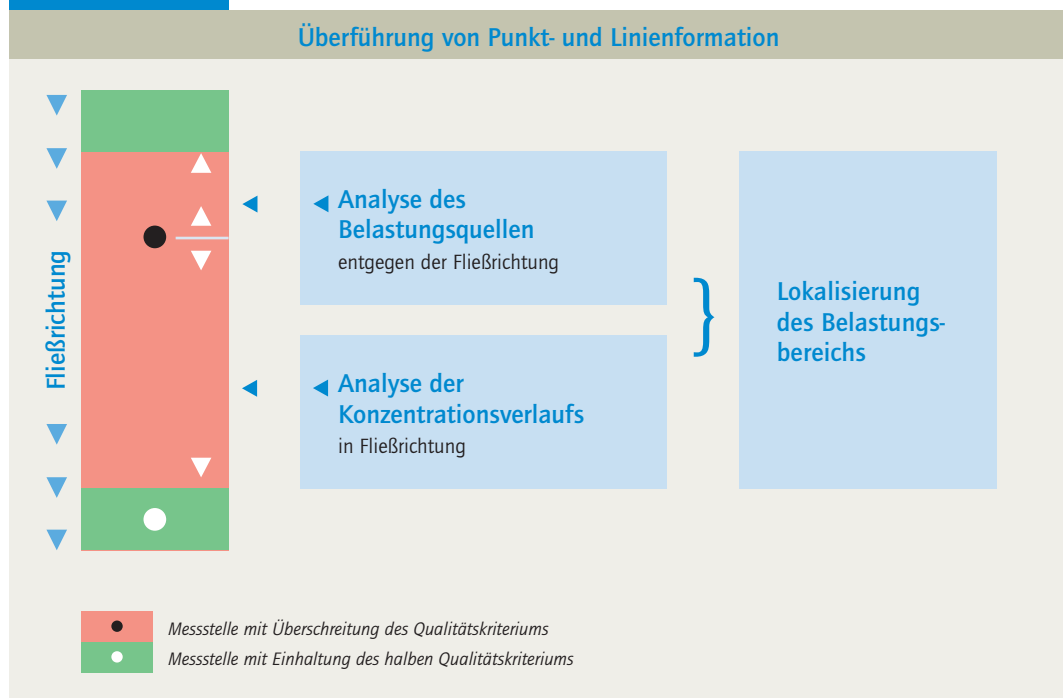 Überführung von Punkt- und Linienformation
Fließrichtung
Analyse des
Belastungsquellen
entgegen der Fließrichtung
Analyse der
Konzentrationsverlaufs
in Fließrichtung
}
Lokalisierung
des Belastungs-
bereichs
Messstelle mit Überschreitung des Qualitätskriteriums
Messstelle mit Einhaltung des halben Qualitätskriteriums